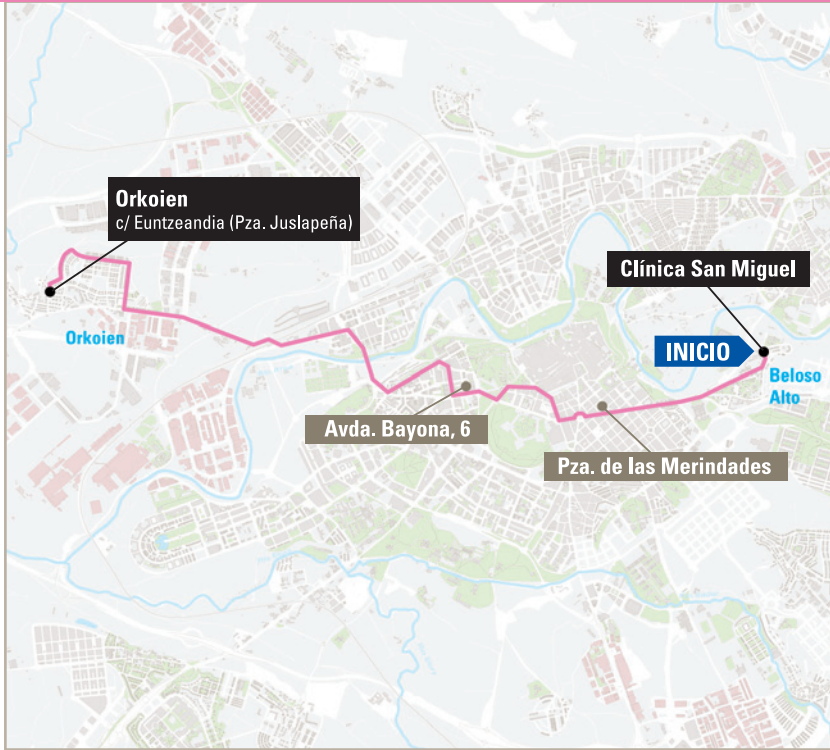 Orkoien
c/ Euntzeandia (Pza. Juslapeña)
Clínica San Miguel
Orkoien
INICIO
Beloso
Alto
Avda. Bayona, 6
Pza. de las Merindades